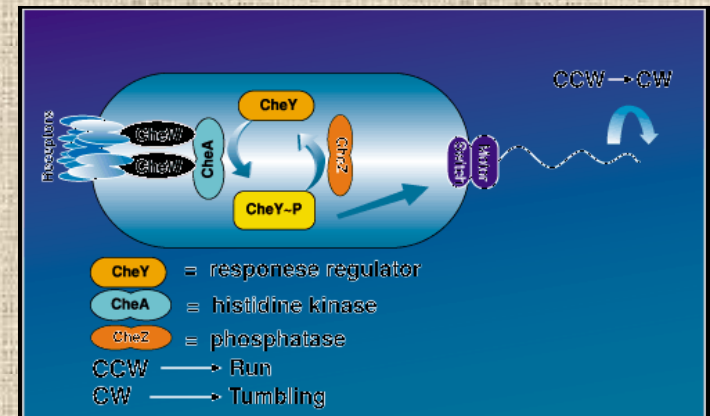 CCW → CW
Receptors
CheW
CheW
CheA
CheY
CheZ
CheY~P
Switch
Motor
CheY = responese regulator
CheA = histidine kinase
CheZ = phosphatase
CCW → Run
CW → Tumbling